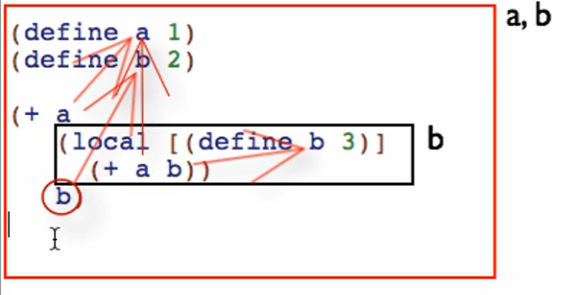 (define a 1)
(define b 2)
a, b
(+ a
(local [(define b 3)]
(+ a b))
b
b)